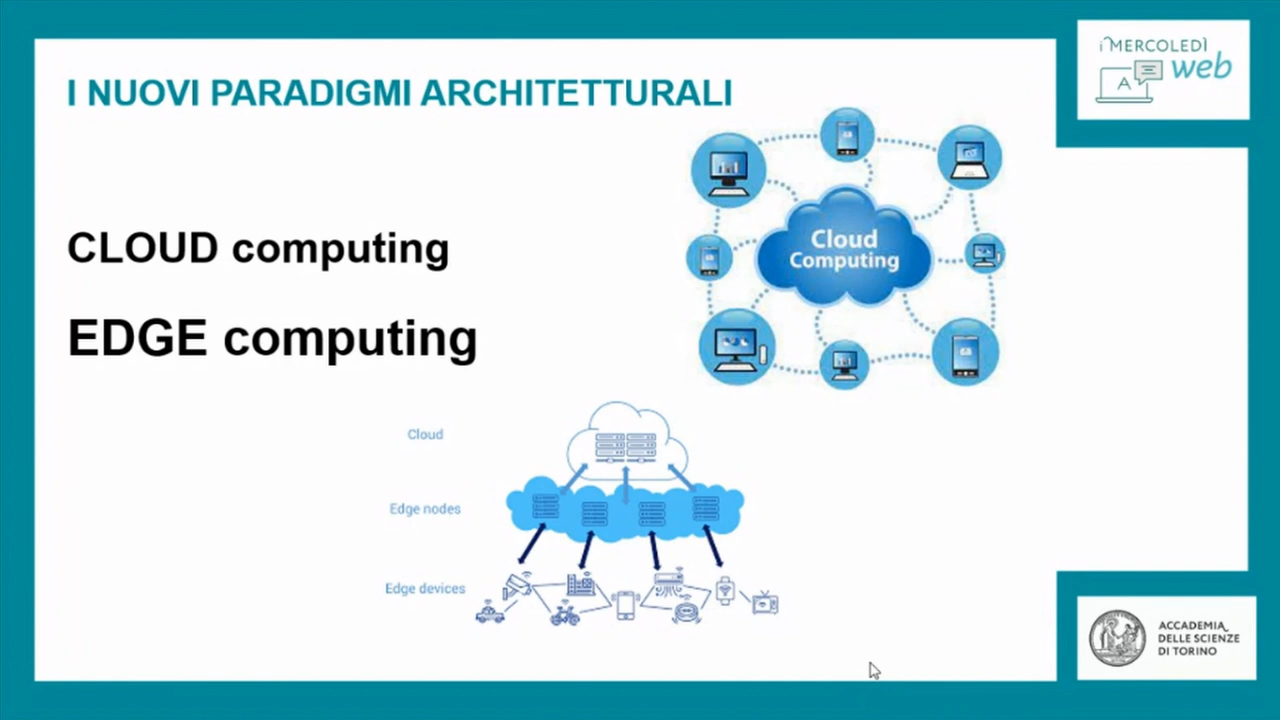 I NUOVI PARADIGMI ARCHITETTURALI
i MERCOLEDÌ
A
web
CLOUD computing
EDGE computing
Cloud
Computing
Cloud
Edge nodes
Edge devices
ACCADEMIA
DELLE SCIENZE
DI TORINO